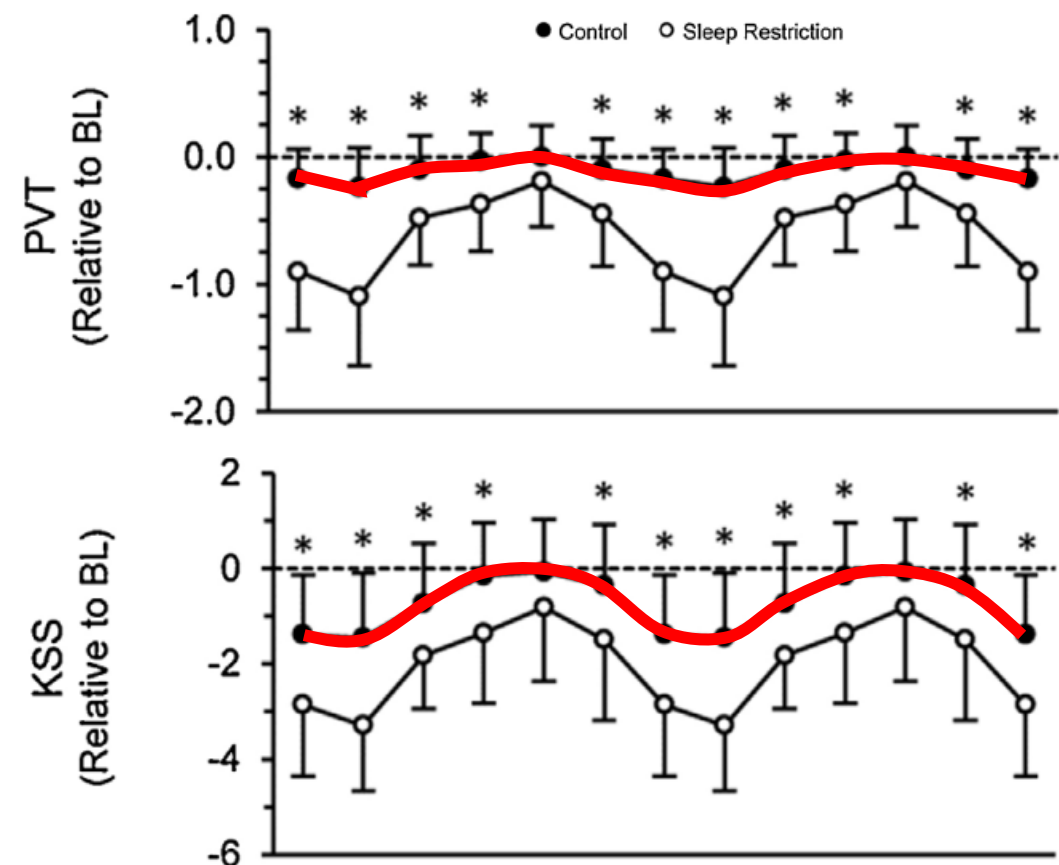 1.0
● Control ○ Sleep Restriction
* * * * * * * * * * *
0.0
PVT
(Relative to BL)
-1.0
-2.0
2
* * * * * * * * * * *
0
KSS
(Relative to BL)
-2
-4
-6